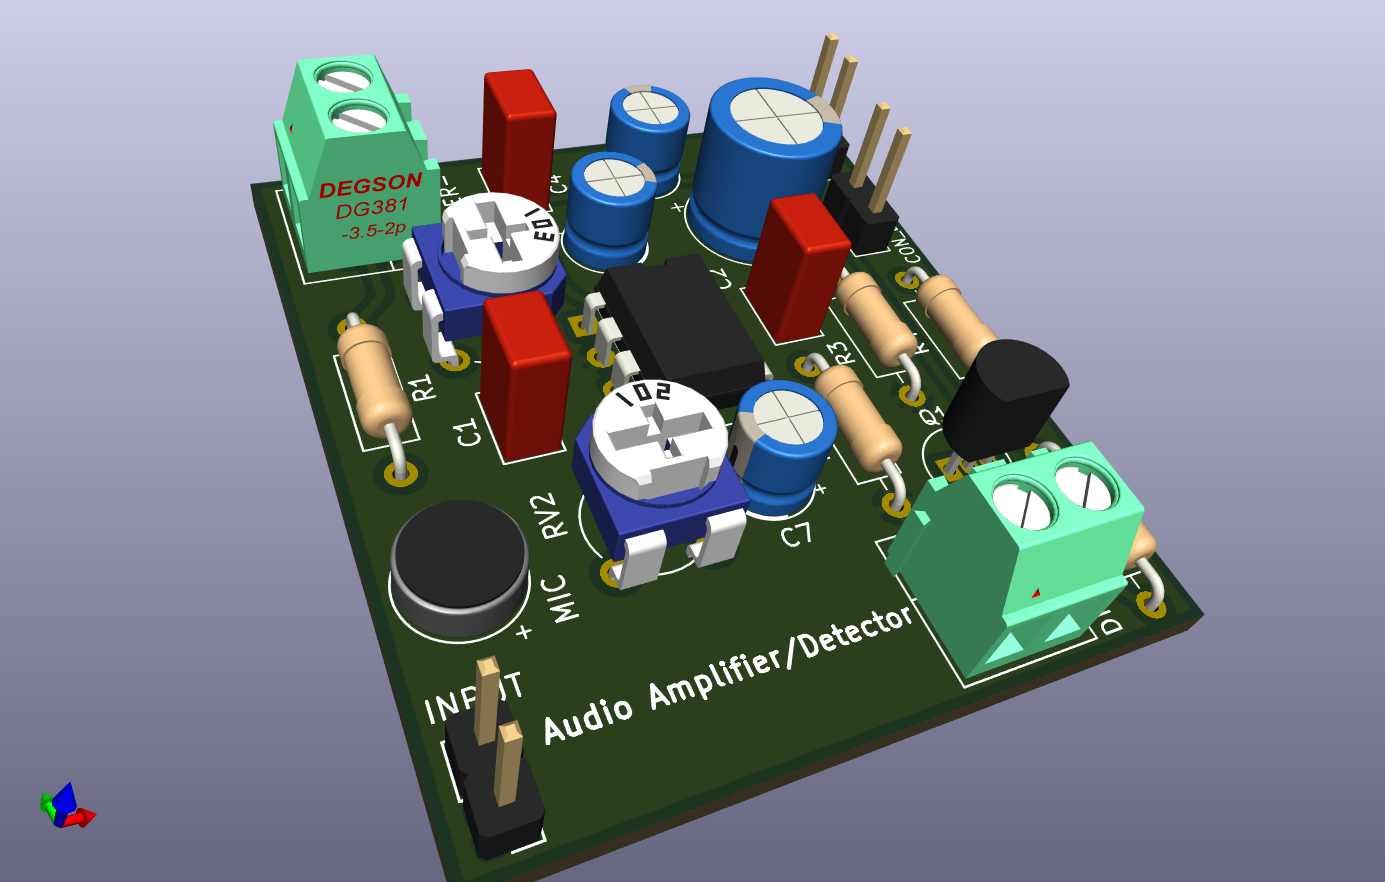 DEGSON
DG381
-3.5-2p
ER-
C4
103
C2
CON
R1
C1
R3
Q1
102
RV2
C7
MIC
+
+
+
INPUT
Audio Amplifier/Detector